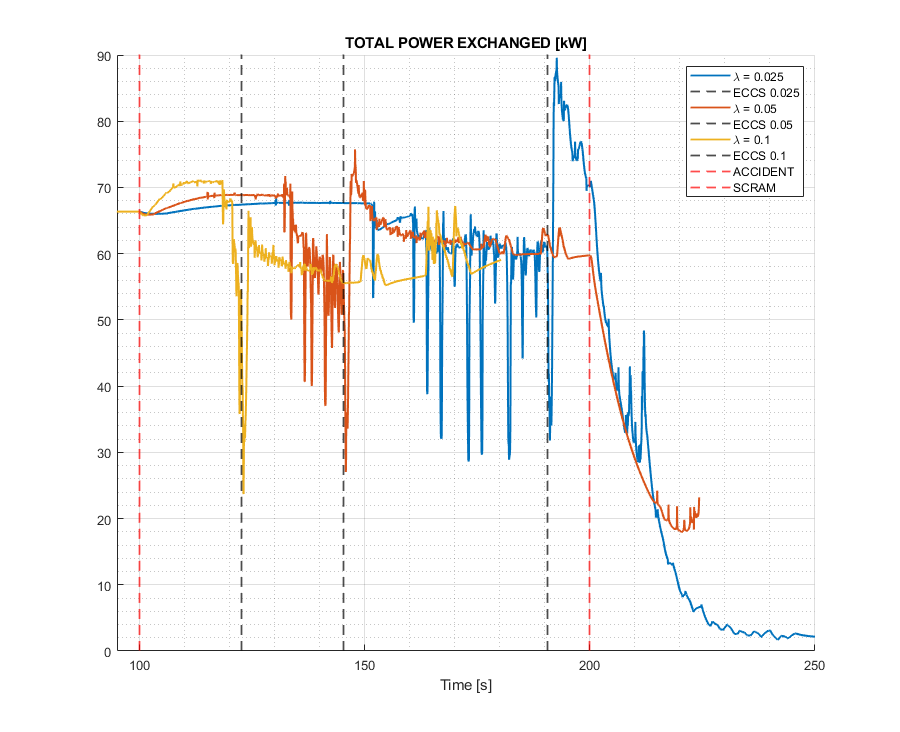 TOTAL POWER EXCHANGED [kW]
90
80
70
60
50
40
30
20
10
0
100
150
200
250
Time [s]
λ = 0.025
ECCS 0.025
λ = 0.05
ECCS 0.05
λ = 0.1
ECCS 0.1
ACCIDENT
SCRAM